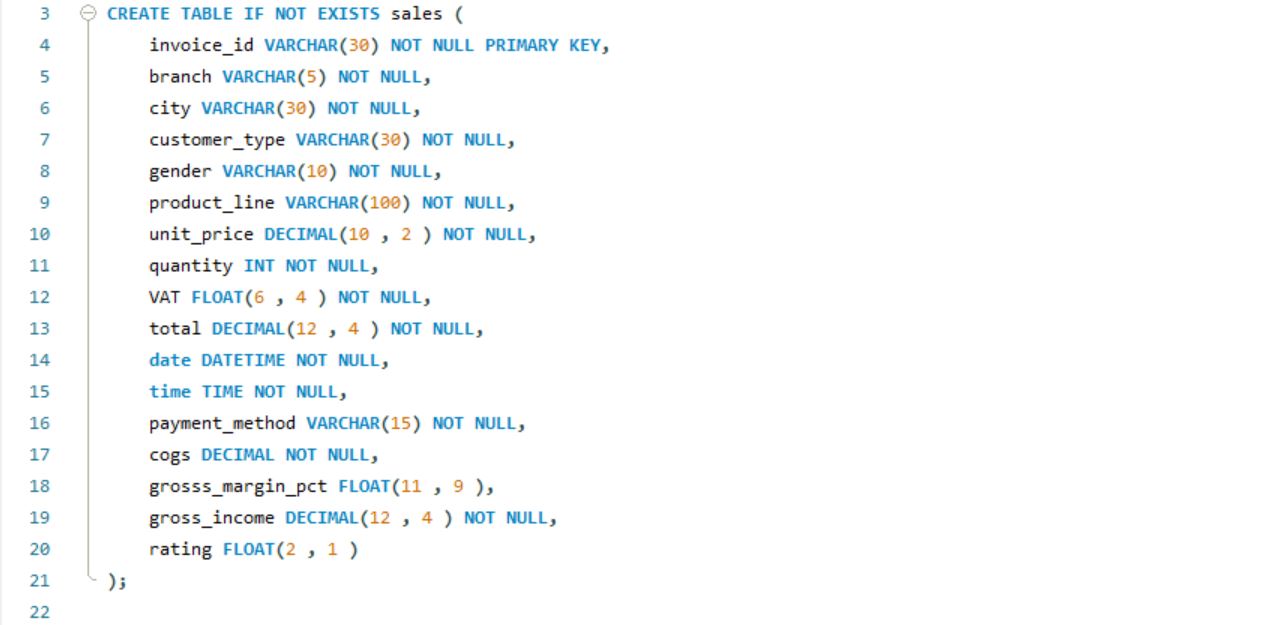 3 CREATE TABLE IF NOT EXISTS sales (
4 invoice_id VARCHAR(30) NOT NULL PRIMARY KEY,
5 branch VARCHAR(5) NOT NULL,
6 city VARCHAR(30) NOT NULL,
7 customer_type VARCHAR(30) NOT NULL,
8 gender VARCHAR(10) NOT NULL,
9 product_line VARCHAR(100) NOT NULL,
10 unit_price DECIMAL(10 , 2 ) NOT NULL,
11 quantity INT NOT NULL,
12 VAT FLOAT(6 , 4 ) NOT NULL,
13 total DECIMAL(12 , 4 ) NOT NULL,
14 date DATETIME NOT NULL,
15 time TIME NOT NULL,
16 payment_method VARCHAR(15) NOT NULL,
17 cogs DECIMAL NOT NULL,
18 grosss_margin_pct FLOAT(11 , 9 ),
19 gross_income DECIMAL(12 , 4 ) NOT NULL,
20 rating FLOAT(2 , 1 )
21 );
22